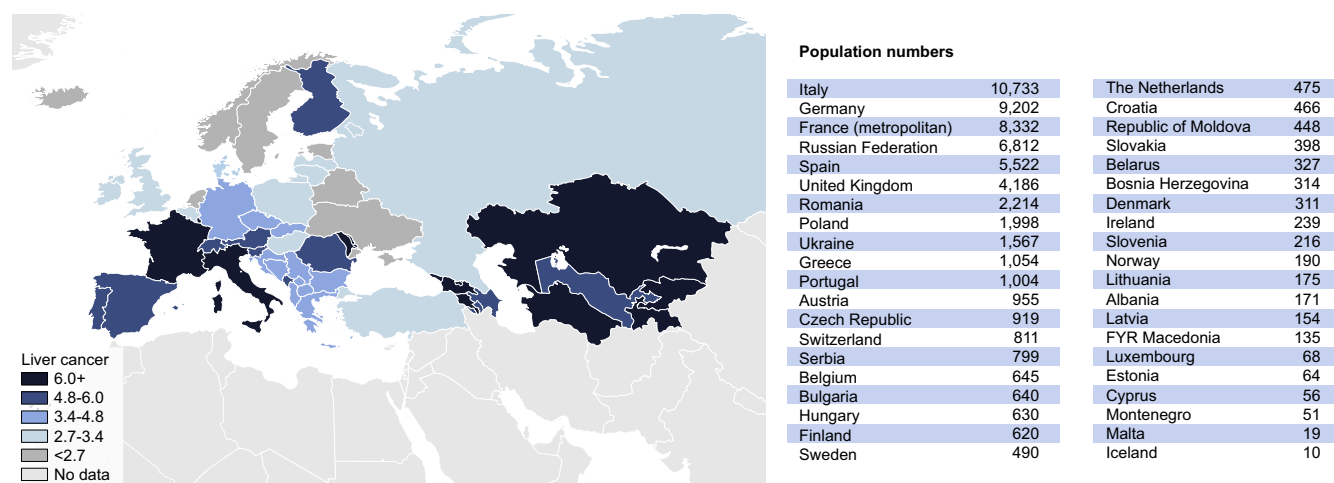 Liver cancer
6.0+
4.8-6.0
3.4-4.8
2.7-3.4
<2.7
No data
Population numbers
Italy 10,733
Germany 9,202
France (metropolitan) 8,332
Russian Federation 6,812
Spain 5,522
United Kingdom 4,186
Romania 2,214
Poland 1,998
Ukraine 1,567
Greece 1,054
Portugal 1,004
Austria 955
Czech Republic 919
Switzerland 811
Serbia 799
Belgium 645
Bulgaria 640
Hungary 630
Finland 620
Sweden 490
The Netherlands 475
Croatia 466
Republic of Moldova 448
Slovakia 398
Belarus 327
Bosnia Herzegovina 314
Denmark 311
Ireland 239
Slovenia 216
Norway 190
Lithuania 175
Albania 171
Latvia 154
FYR Macedonia 135
Luxembourg 68
Estonia 64
Cyprus 56
Montenegro 51
Malta 19
Iceland 10